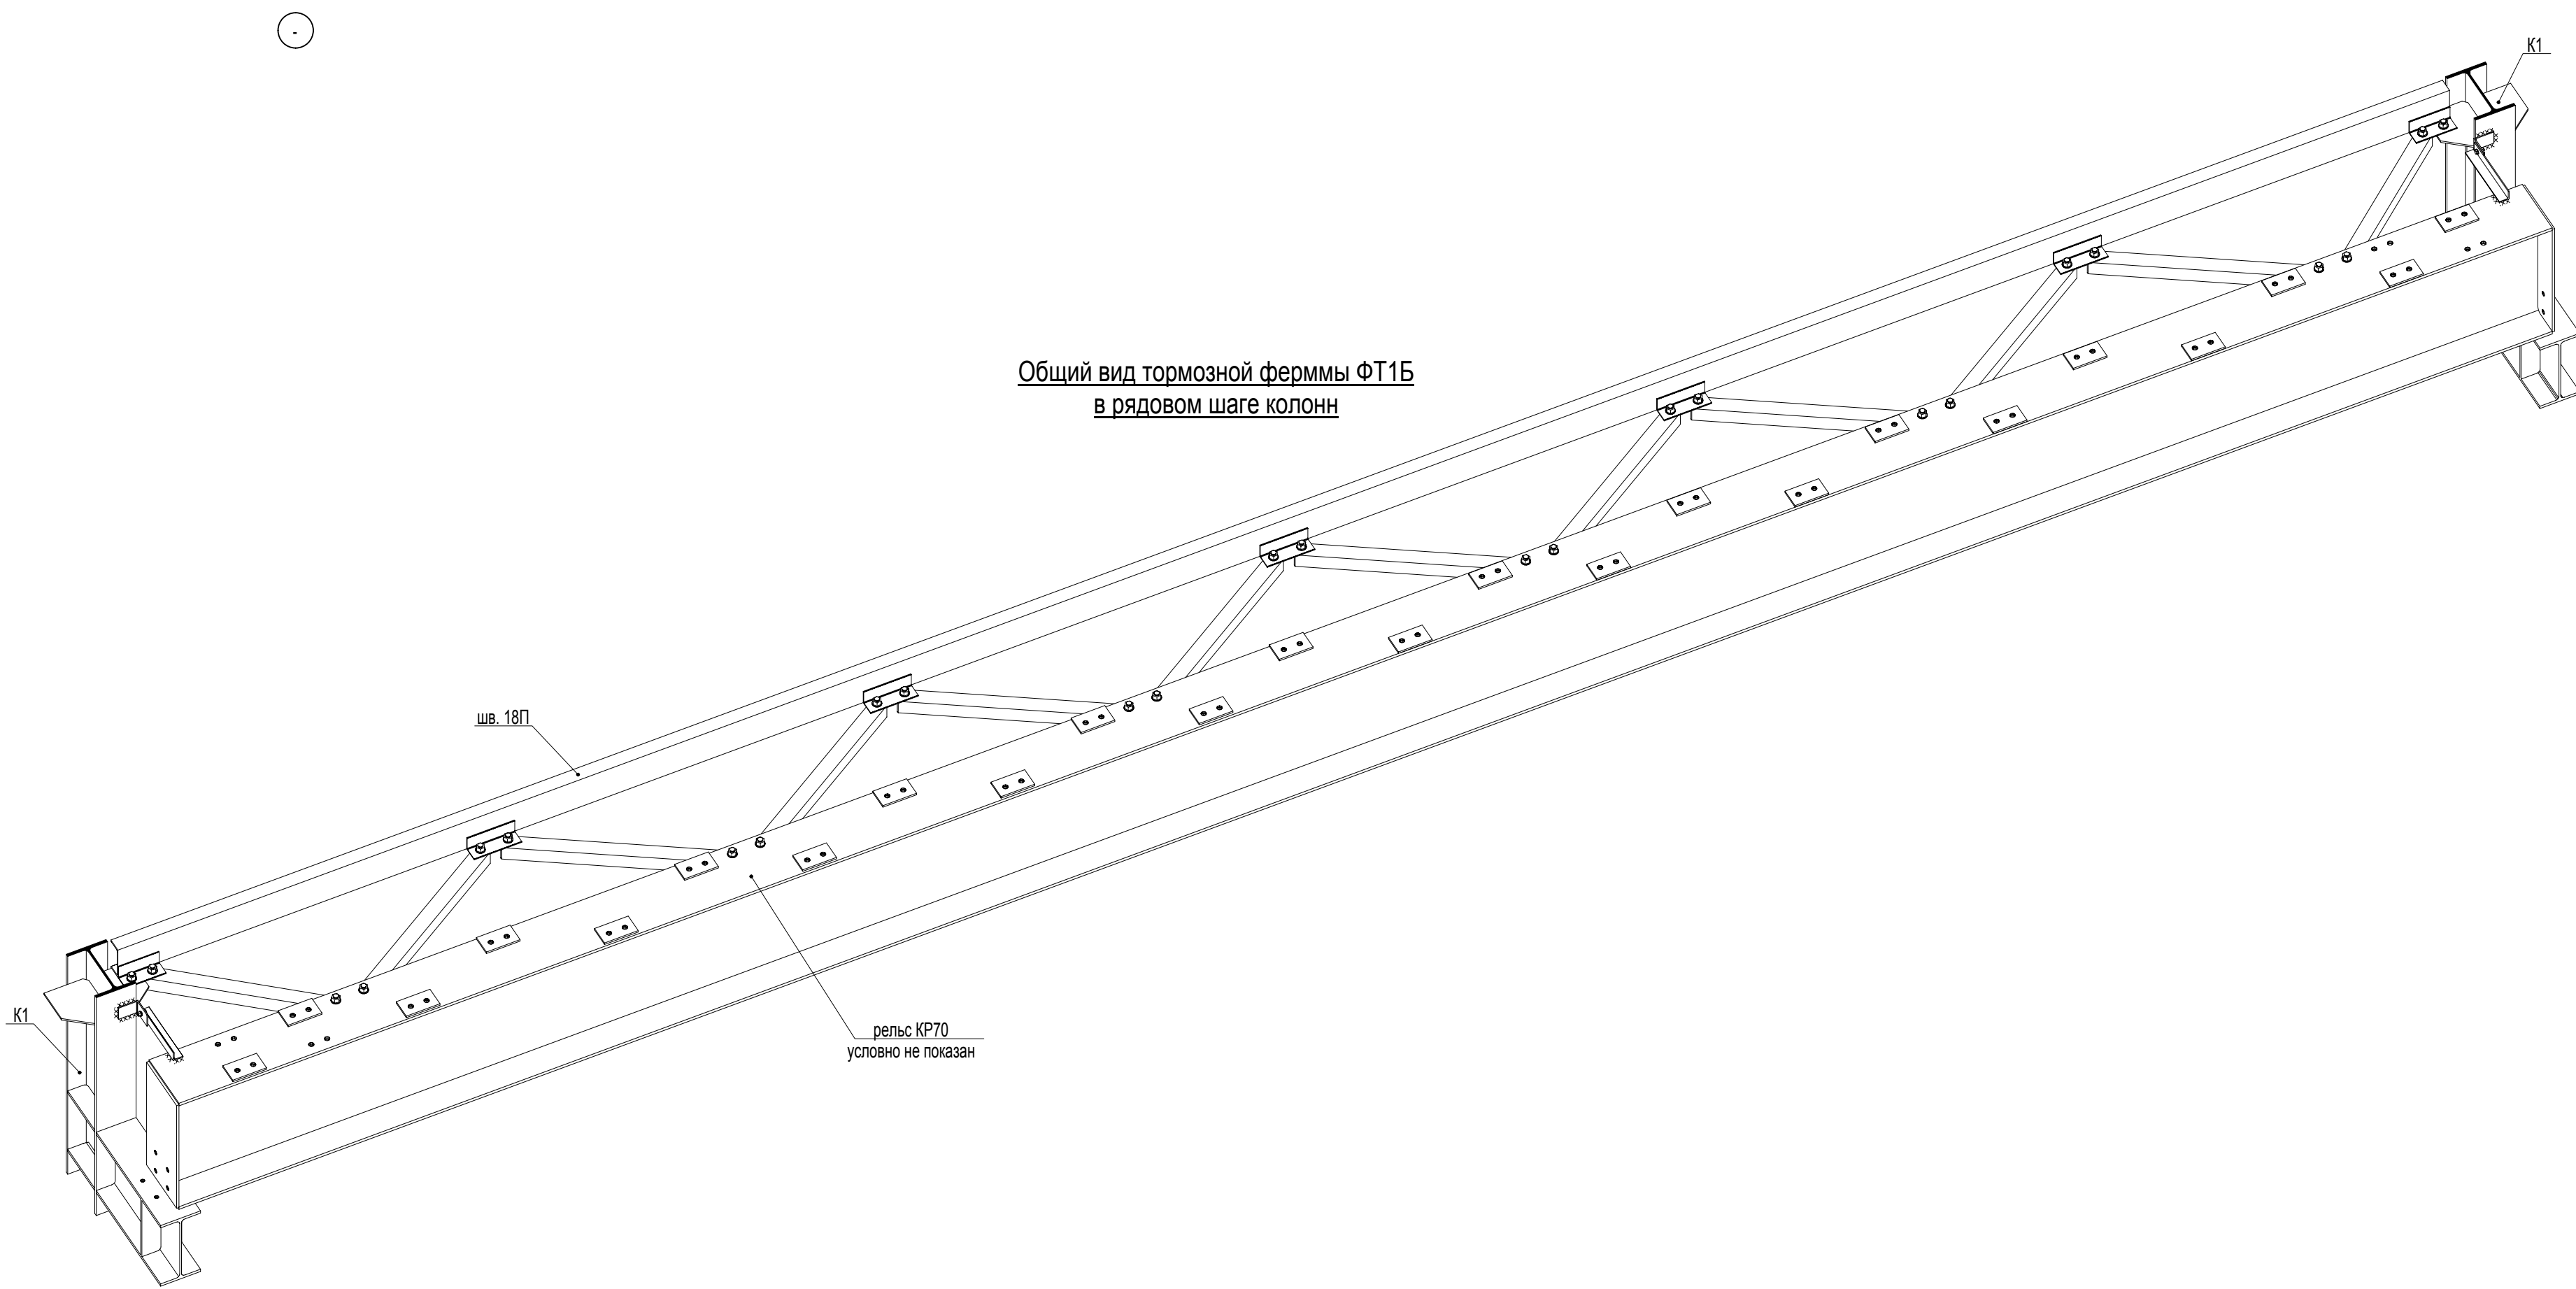 -
К1
Общий вид тормозной ферммы ФТ1Б
в рядовом шаге колонн
шв. 18П
К1
рельс КР70
условно не показан